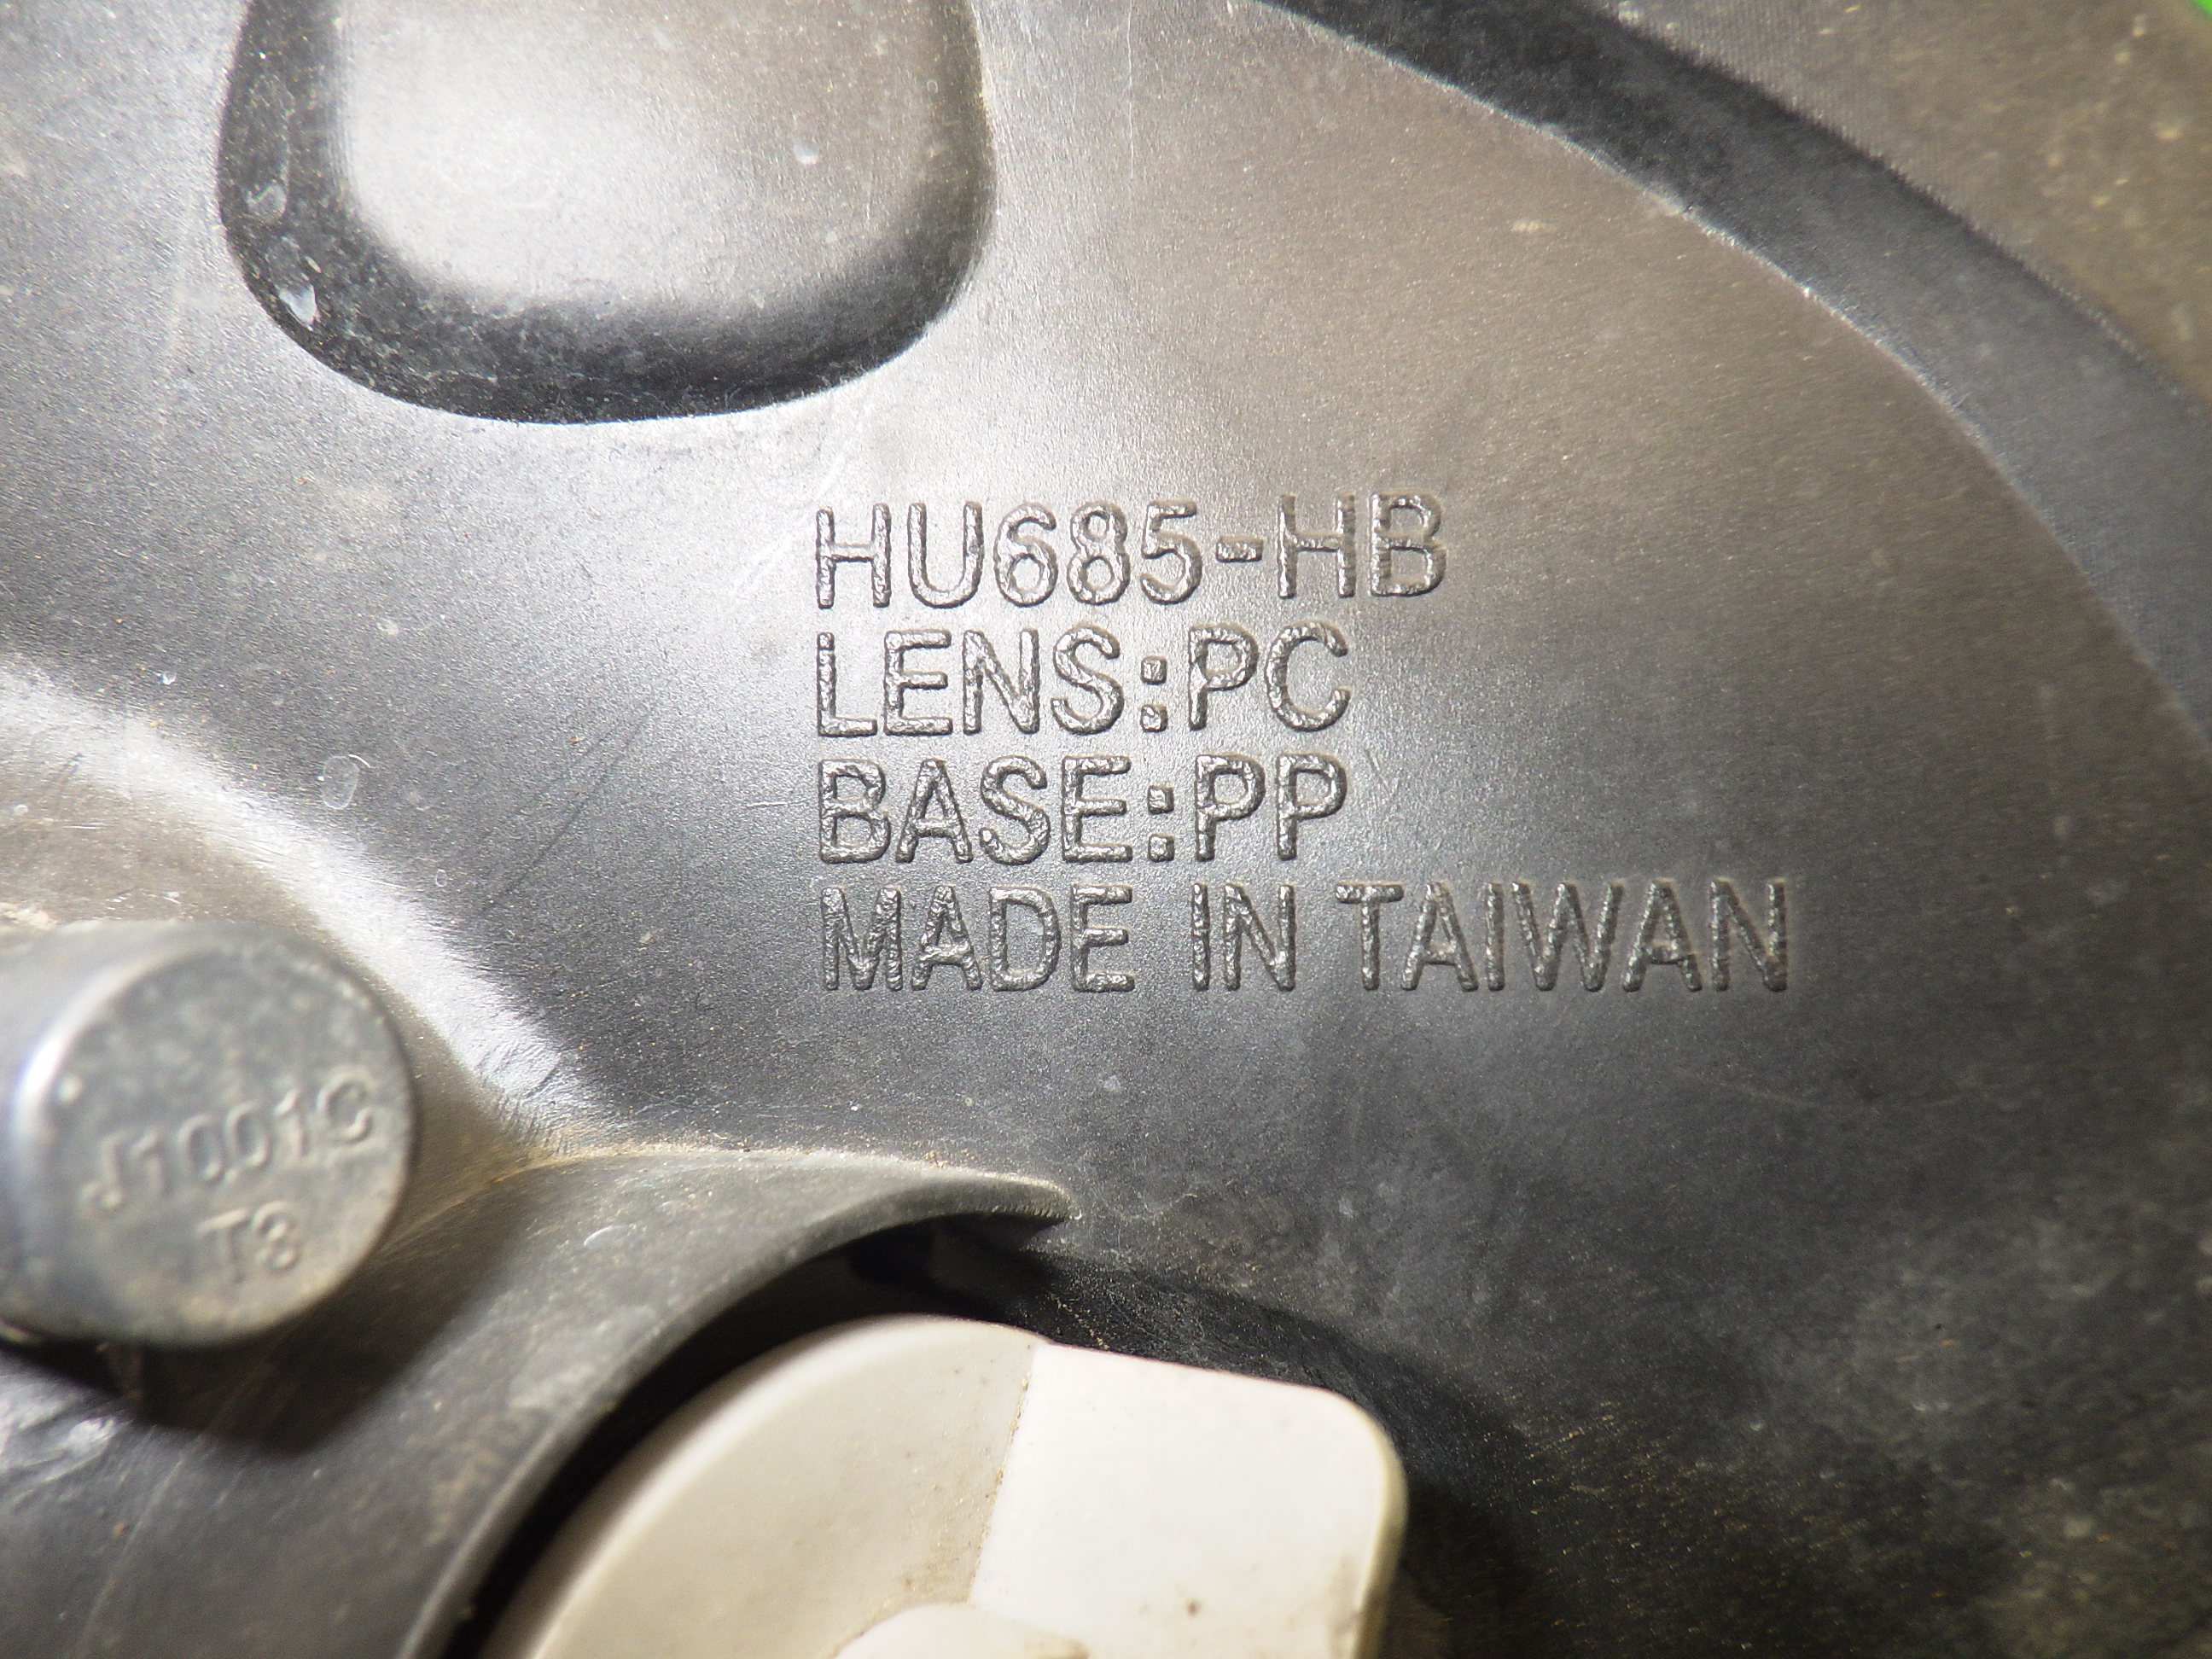 HU685-HB
LENS:PC
BASE:PP
MADE IN TAIWAN
J1001C
T8